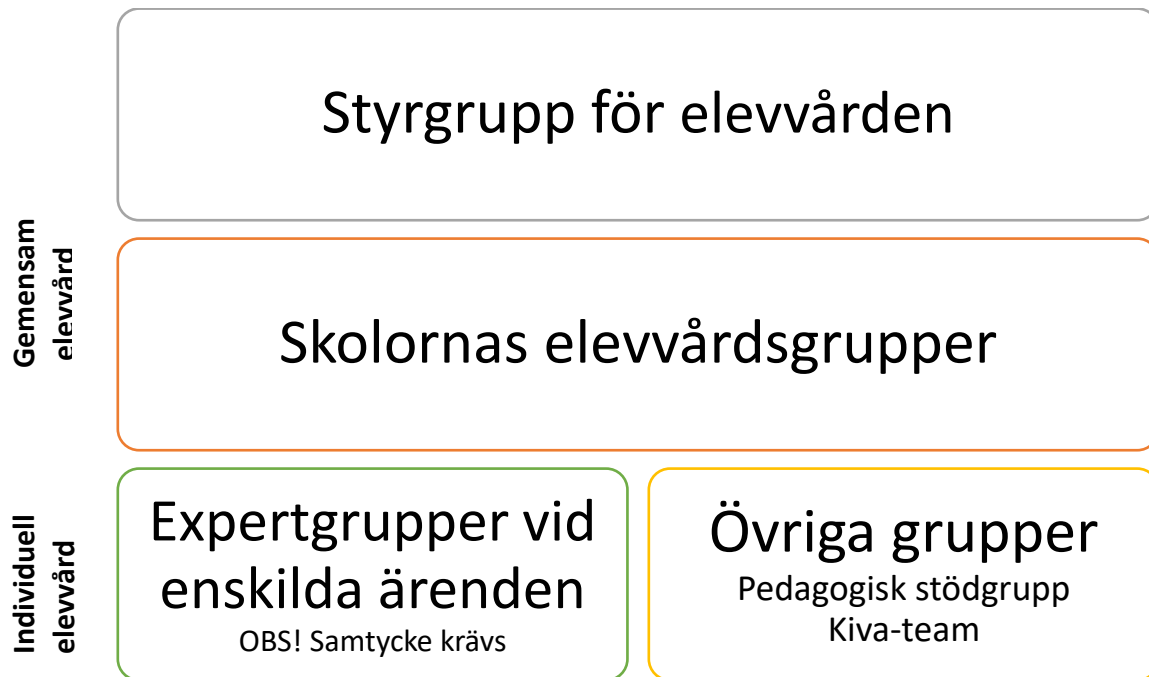 Styrgrupp för elevvården
Gemensam
elevvård
Skolornas elevvårdsgrupper
Individuell
elevvård
Expertgrupper vid
enskilda ärenden
OBS! Samtycke krävs
Övriga grupper
Pedagogisk stödgrupp
Kiva-team